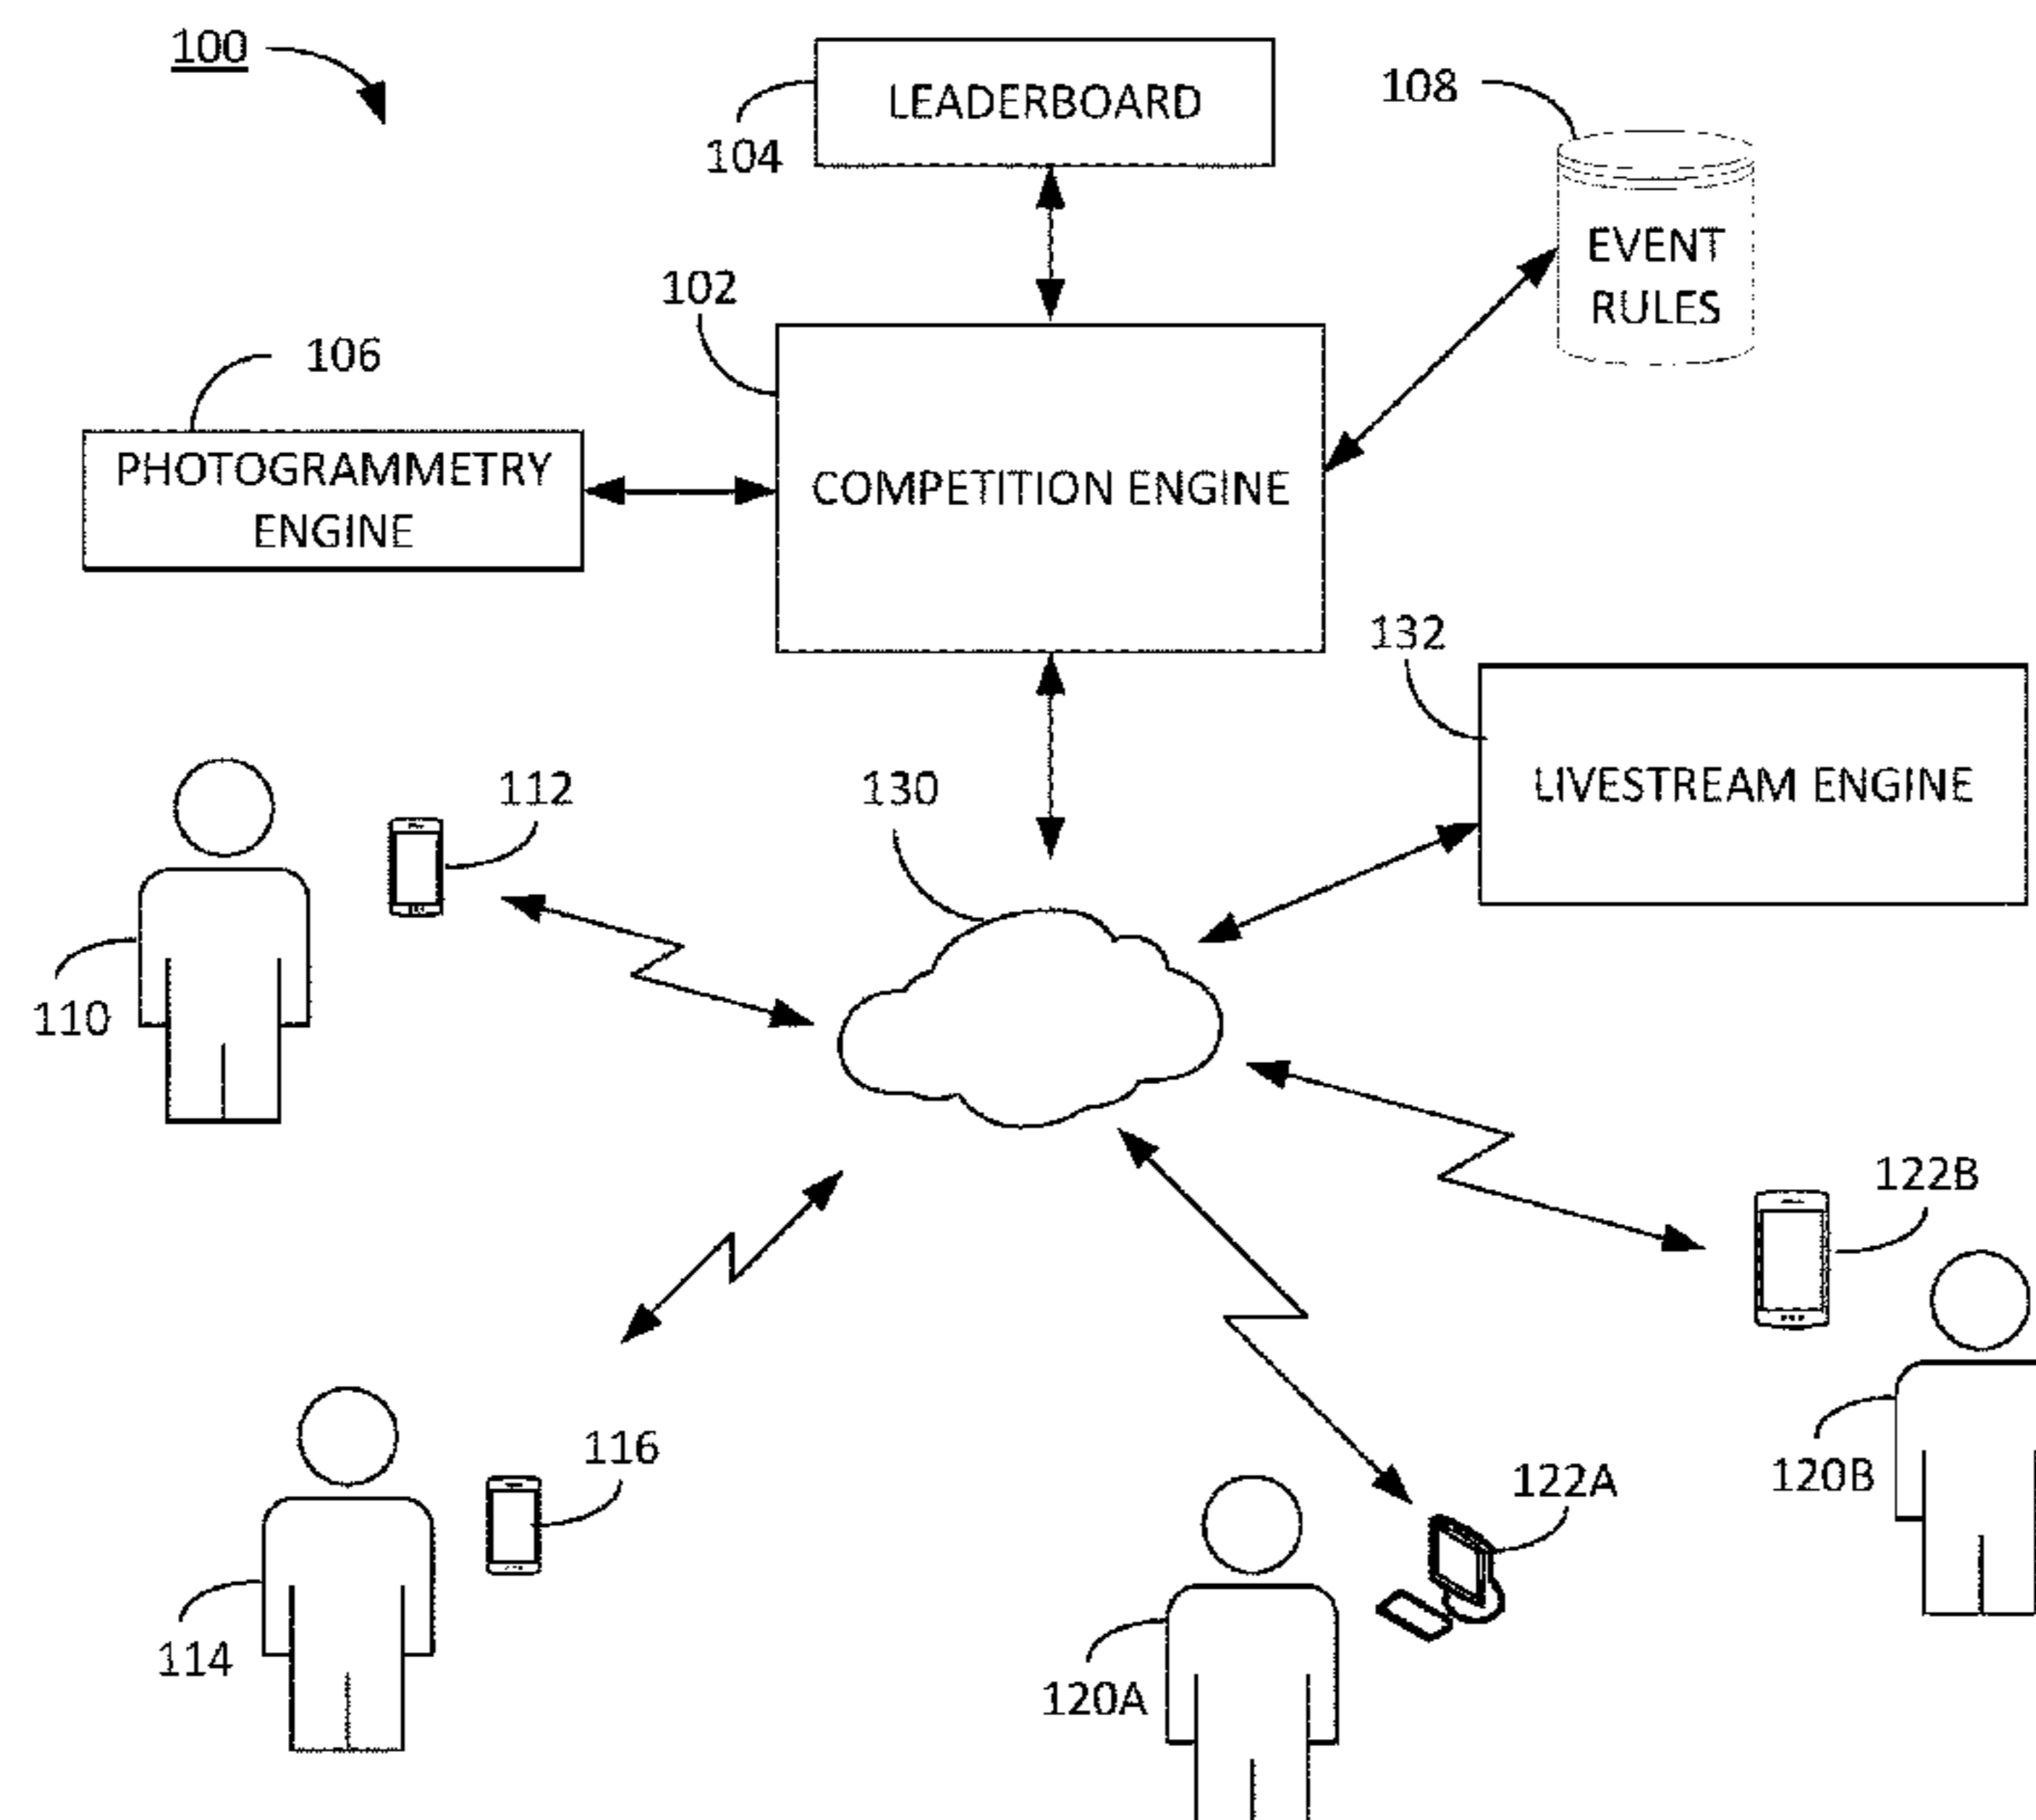 100
LEADERBOARD
104
108
EVENT
RULES
102
106
PHOTOGRAMMETRY
ENGINE
COMPETITION ENGINE
132
LIVESTREAM ENGINE
112
130
110
122B
116
122A
120B
114
120A